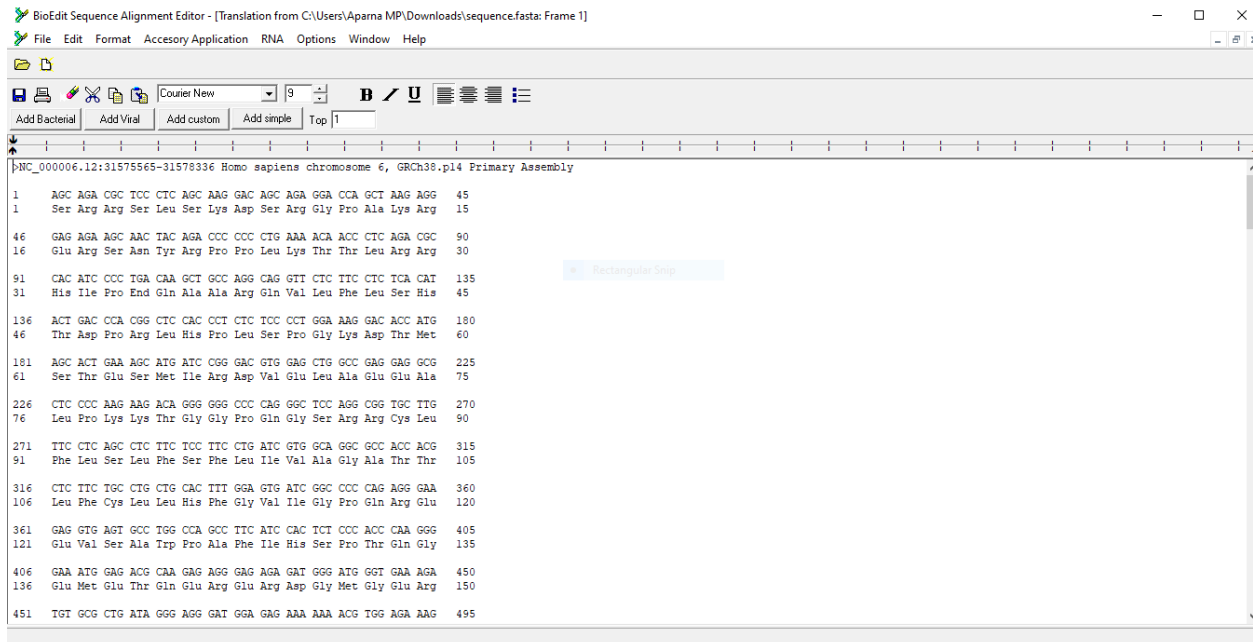 BioEdit Sequence Alignment Editor - [Translation from C:\Users\Aparna MP\Downloads\sequence.fasta: Frame 1]
File Edit Format Accesory Application RNA Options Window Help
Courier New 9 B I U
Add Bacterial Add Viral Add custom Add simple Top 1
>NC_000006.12:31575565-31578336 Homo sapiens chromosome 6, GRCh38.p14 Primary Assembly
1 AGC AGA CGC TCC CTC AGC AAG GAC AGC AGA GGA CCA GCT AAG AGG 45
1 Ser Arg Arg Ser Leu Ser Lys Asp Ser Arg Gly Pro Ala Lys Arg 15
46 GAG AGA AGC AAC TAC AGA CCC CCC CTG AAA ACA ACC CTC AGA CGC 90
16 Glu Arg Ser Asn Tyr Arg Pro Pro Leu Lys Thr Thr Leu Arg Arg 30
91 CAC ATC CCC TGA CAA GCT GCC AGG CAG GTT CTC TTC CTC TCA CAT 135
31 His Ile Pro End Gln Ala Ala Arg Gln Val Leu Phe Leu Ser His 45
Rectangular Snip
136 ACT GAC CCA CGG CTC CAC CCT CTC TCC CCT GGA AAG GAC ACC ATG 180
46 Thr Asp Pro Arg Leu His Pro Leu Ser Pro Gly Lys Asp Thr Met 60
181 AGC ACT GAA AGC ATG ATC CGG GAC GTG GAG CTG GCC GAG GAG GCG 225
61 Ser Thr Glu Ser Met Ile Arg Asp Val Glu Leu Ala Glu Glu Ala 75
226 CTC CCC AAG AAG ACA GGG GGG CCC CAG GGC TCC AGG CGG TGC TTG 270
76 Leu Pro Lys Lys Thr Gly Gly Pro Gln Gly Ser Arg Arg Cys Leu 90
271 TTC CTC AGC CTC TTC TCC TTC CTG ATC GTG GCA GGC GCC ACC ACG 315
91 Phe Leu Ser Leu Phe Ser Phe Leu Ile Val Ala Gly Ala Thr Thr 105
316 CTC TTC TGC CTG CTG CAC TTT GGA GTG ATC GGC CCC CAG AGG GAA 360
106 Leu Phe Cys Leu Leu His Phe Gly Val Ile Gly Pro Gln Arg Glu 120
361 GAG GTG AGT GCC TGG CCA GCC TTC ATC CAC TCT CCC ACC CAA GGG 405
121 Glu Val Ser Ala Trp Pro Ala Phe Ile His Ser Pro Thr Gln Gly 135
406 GAA ATG GAG ACG CAA GAG AGG GAG AGA GAT GGG ATG GGT GAA AGA 450
136 Glu Met Glu Thr Gln Glu Arg Glu Arg Asp Gly Met Gly Glu Arg 150
451 TGT GCG CTG ATA GGG AGG GAT GGA GAG AAA AAA ACG TGG AGA AAG 495